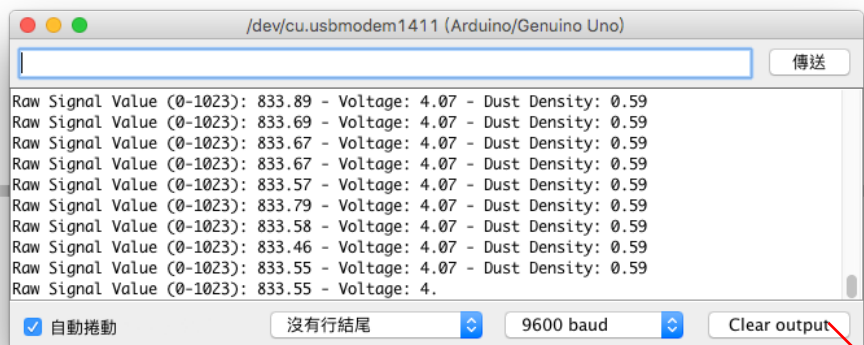 /dev/cu.usbmodem1411 (Arduino/Genuino Uno)
傳送
Raw Signal Value (0-1023): 833.89 - Voltage: 4.07 - Dust Density: 0.59
Raw Signal Value (0-1023): 833.69 - Voltage: 4.07 - Dust Density: 0.59
Raw Signal Value (0-1023): 833.67 - Voltage: 4.07 - Dust Density: 0.59
Raw Signal Value (0-1023): 833.67 - Voltage: 4.07 - Dust Density: 0.59
Raw Signal Value (0-1023): 833.57 - Voltage: 4.07 - Dust Density: 0.59
Raw Signal Value (0-1023): 833.79 - Voltage: 4.07 - Dust Density: 0.59
Raw Signal Value (0-1023): 833.58 - Voltage: 4.07 - Dust Density: 0.59
Raw Signal Value (0-1023): 833.46 - Voltage: 4.07 - Dust Density: 0.59
Raw Signal Value (0-1023): 833.55 - Voltage: 4.07 - Dust Density: 0.59
Raw Signal Value (0-1023): 833.55 - Voltage: 4.
自動捲動 沒有行結尾 9600 baud Clear output